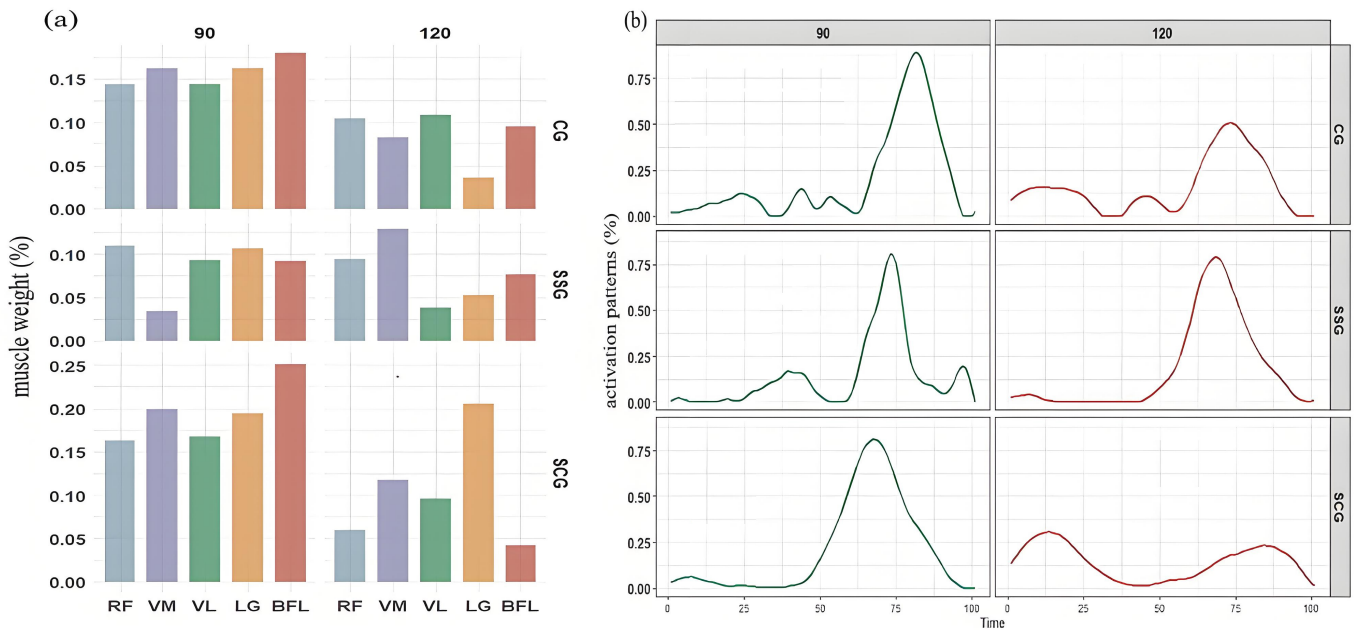 (a)
90
120
muscle weight (%)
0.15
0.10
0.05
0.00
CG
0.10
0.05
0.00
SSG
0.25
0.20
0.15
0.10
0.05
0.00
SCG
RF VM VL LG BFL
RF VM VL LG BFL
(b)
90
120
activation patterns (%)
0.75
0.50
0.25
0.00
CG
0.75
0.50
0.25
0.00
SSG
0.75
0.50
0.25
0.00
SCG
0 25 50 75 100
0 25 50 75 100
Time